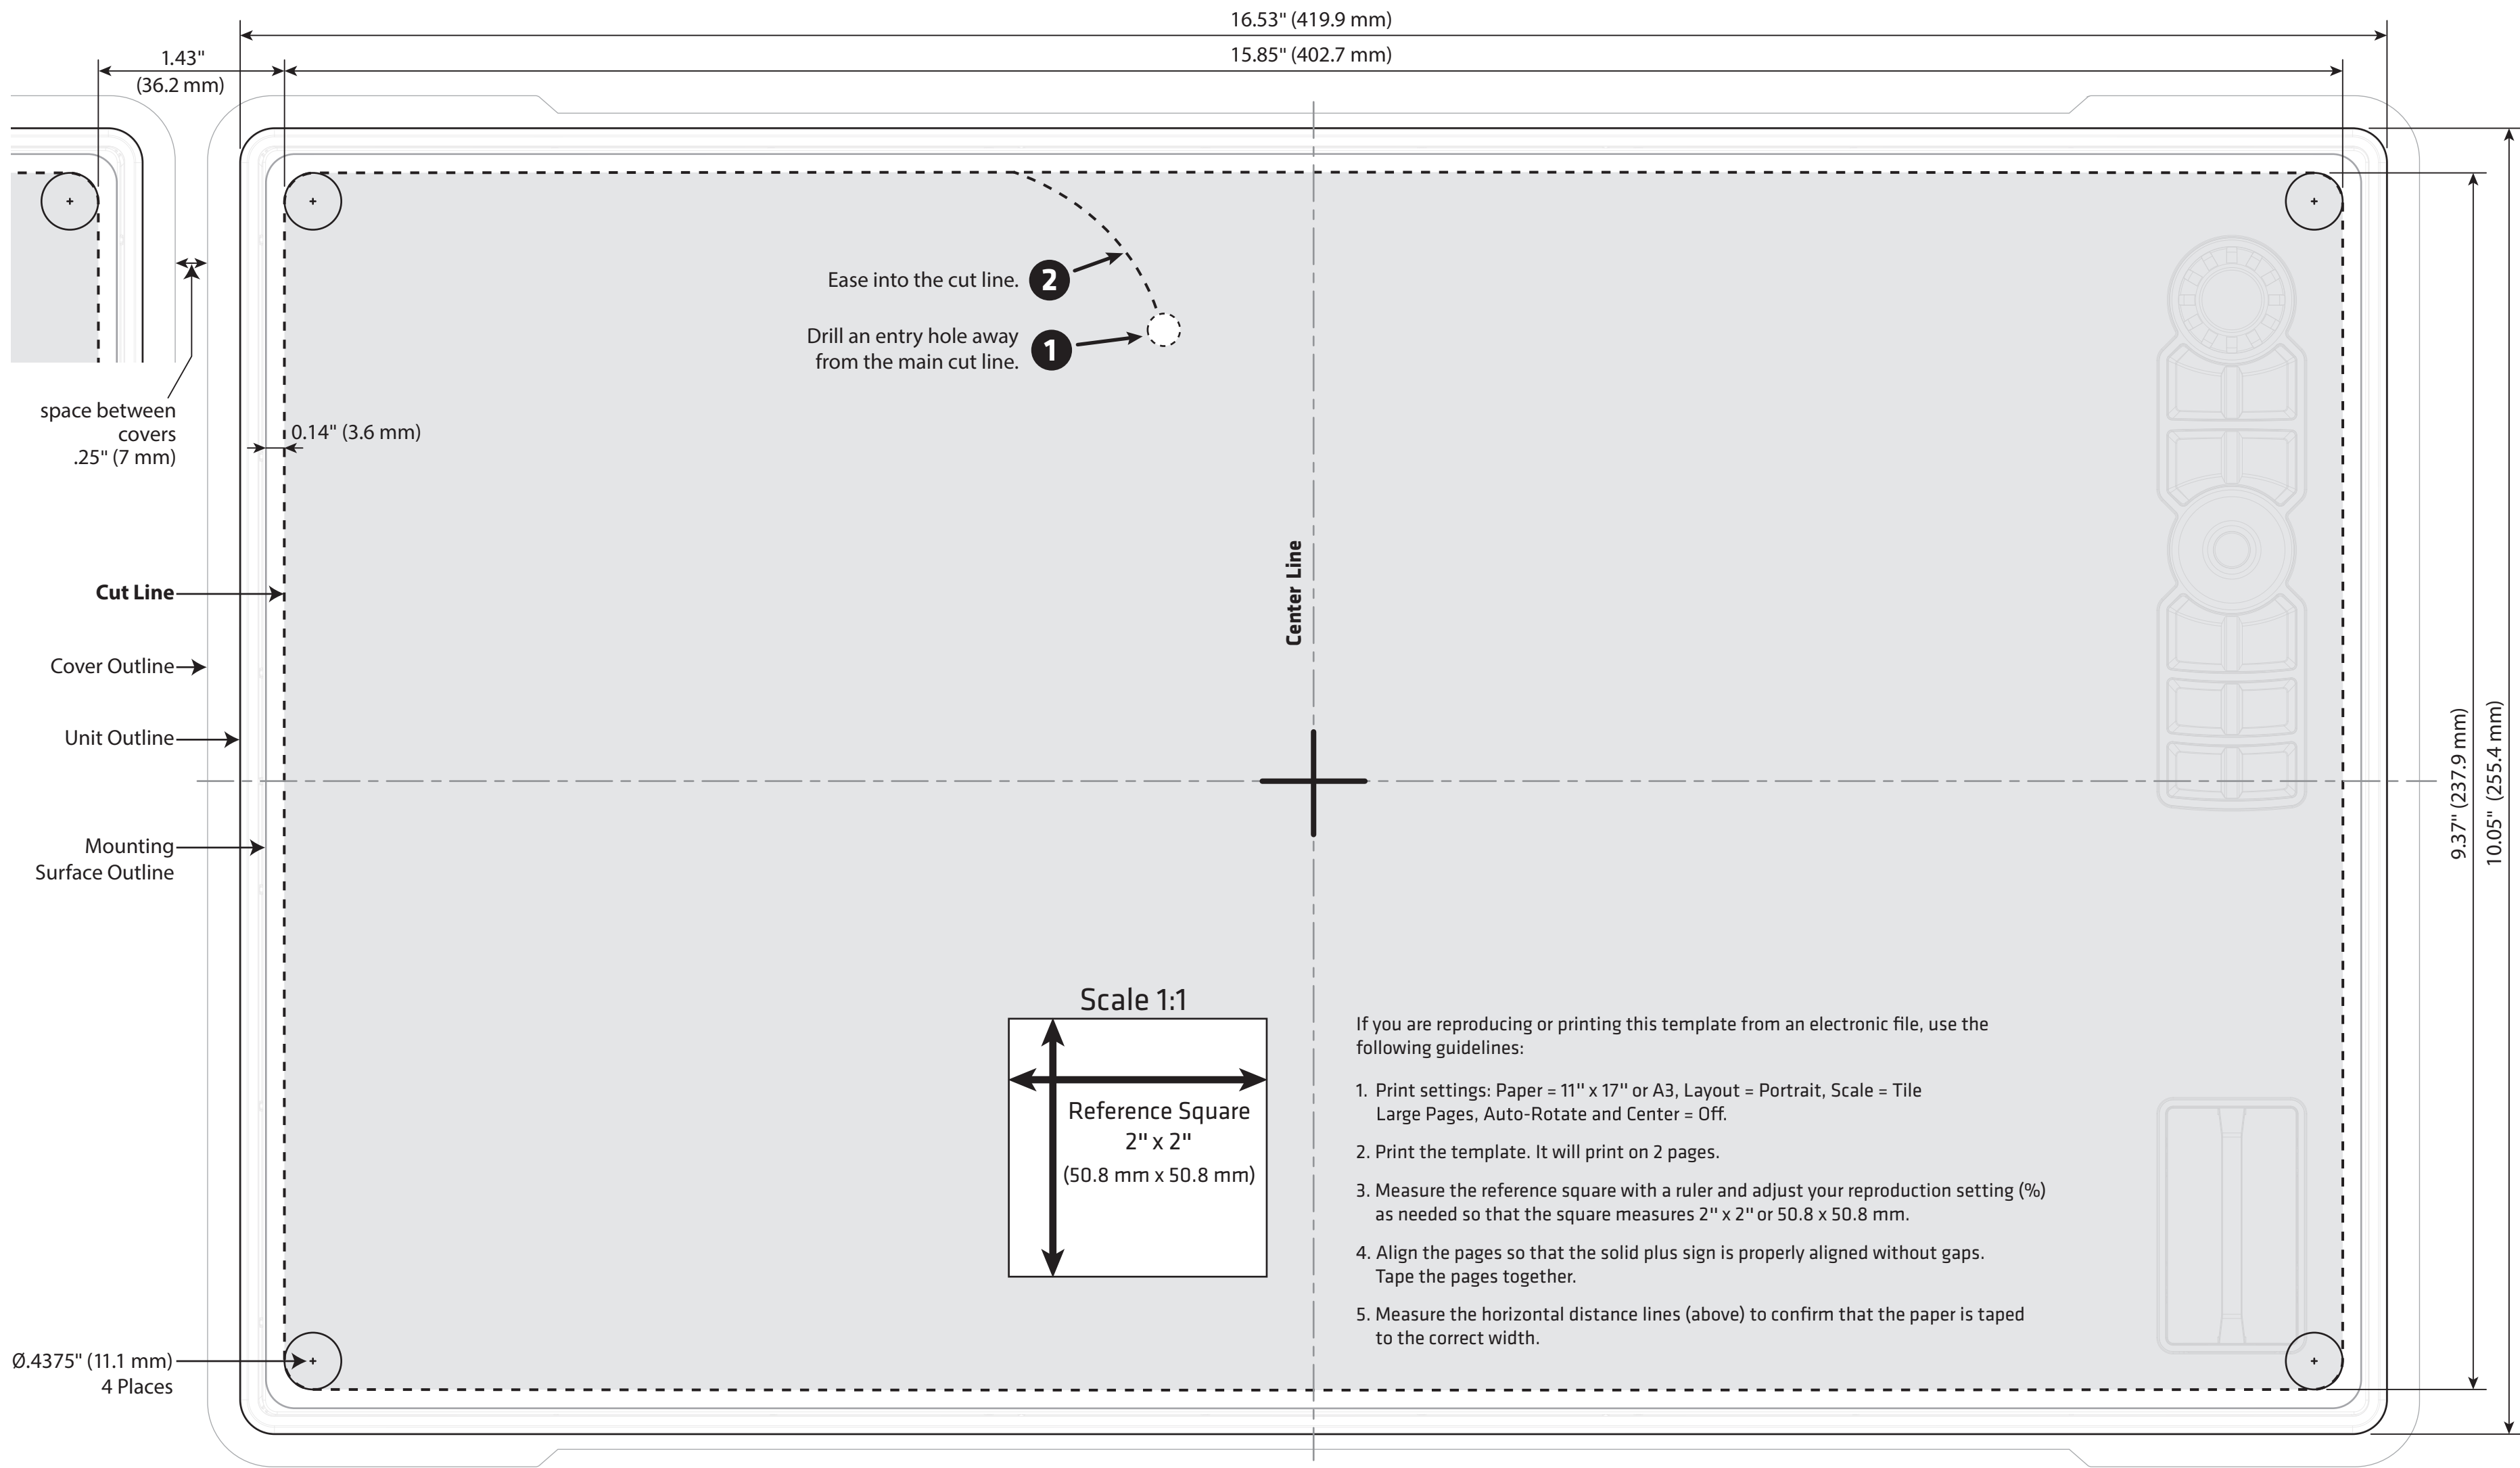 16.53" (419.9 mm)
15.85" (402.7 mm)
1.43"
(36.2 mm)
Ease into the cut line.
2
Drill an entry hole away
from the main cut line.
1
space between
covers
.25" (7 mm)
0.14" (3.6 mm)
Center Line
Cut Line
Cover Outline
Unit Outline
Mounting
Surface Outline
9.37" (237.9 mm)
10.05" (255.4 mm)
Scale 1:1
Reference Square
2" x 2"
(50.8 mm x 50.8 mm)
If you are reproducing or printing this template from an electronic file, use the
following guidelines:
1. Print settings: Paper = 11" x 17" or A3, Layout = Portrait, Scale = Tile
Large Pages, Auto-Rotate and Center = Off.
2. Print the template. It will print on 2 pages.
3. Measure the reference square with a ruler and adjust your reproduction setting (%)
as needed so that the square measures 2" x 2" or 50.8 x 50.8 mm.
4. Align the pages so that the solid plus sign is properly aligned without gaps.
Tape the pages together.
5. Measure the horizontal distance lines (above) to confirm that the paper is taped
to the correct width.
Ø.4375" (11.1 mm)
4 Places